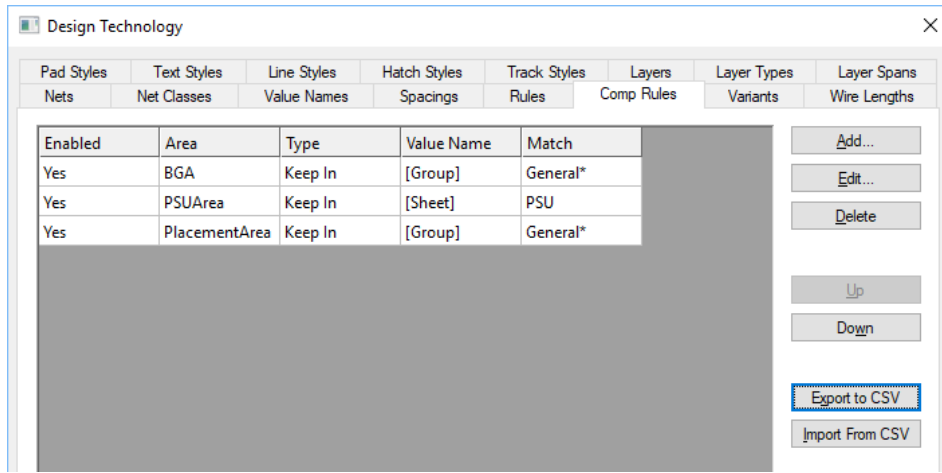 Design Technology
Pad Styles Text Styles Line Styles Hatch Styles Track Styles Layers Layer Types Layer Spans
Nets Net Classes Value Names Spacings Rules Comp Rules Variants Wire Lengths
Enabled Area Type Value Name Match Add...
Yes BGA Keep In [Group] General* Edit...
Yes PSUArea Keep In [Sheet] PSU Delete
Yes PlacementArea Keep In [Group] General*
Up
Down
Export to CSV
Import From CSV